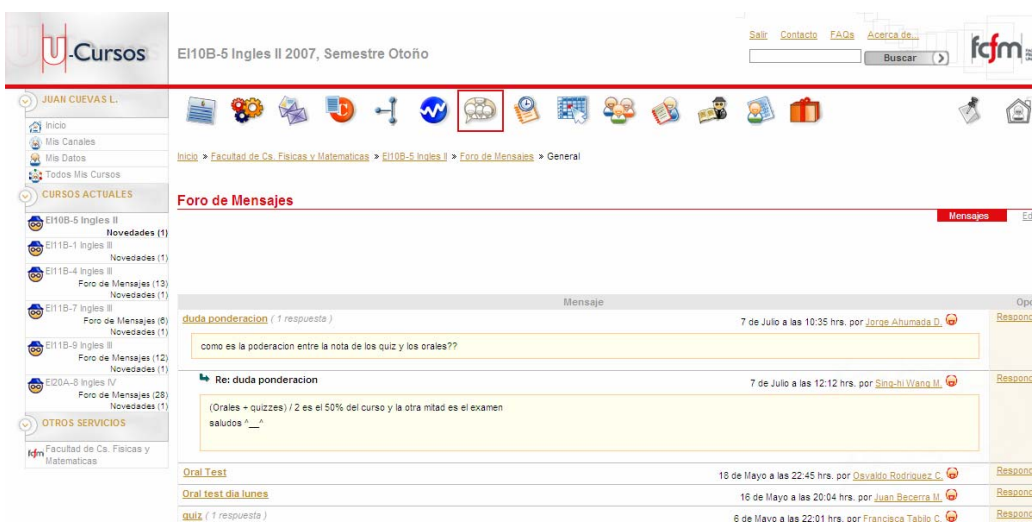 U-Cursos
EI10B-5 Ingles II 2007, Semestre Otoño
Salir Contacto FAQs Acerca de...
Buscar
fcfm
JUAN CUEVAS L.
Inicio
Mis Canales
Mis Datos
Todos Mis Cursos
CURSOS ACTUALES
EI10B-5 Ingles II
Novedades (1)
EI11B-1 Ingles III
Novedades (1)
EI11B-4 Ingles III
Foro de Mensajes (13)
Novedades (1)
EI11B-7 Ingles III
Foro de Mensajes (6)
Novedades (1)
EI11B-9 Ingles III
Foro de Mensajes (12)
Novedades (1)
EI20A-8 Ingles IV
Foro de Mensajes (28)
Novedades (1)
OTROS SERVICIOS
fcfm Facultad de Cs. Fisicas y
Matematicas
Inicio » Facultad de Cs. Fisicas y Matematicas » EI10B-5 Ingles II » Foro de Mensajes » General
Foro de Mensajes
Mensajes Ed
Mensaje Opc
duda ponderacion ( 1 respuesta ) 7 de Julio a las 10:35 hrs. por Jorge Ahumada D. Respond
como es la poderacion entre la nota de los quiz y los orales??
Re: duda ponderacion 7 de Julio a las 12:12 hrs. por Sing-hi Wang M. Respond
(Orales + quizzes) / 2 es el 50% del curso y la otra mitad es el examen
saludos ^__^
Oral Test 18 de Mayo a las 22:45 hrs. por Osvaldo Rodriguez C. Respond
Oral test dia lunes 16 de Mayo a las 20:04 hrs. por Juan Becerra M. Respond
quiz ( 1 respuesta ) 6 de Mayo a las 22:01 hrs. por Francisca Tabilo C. Respond